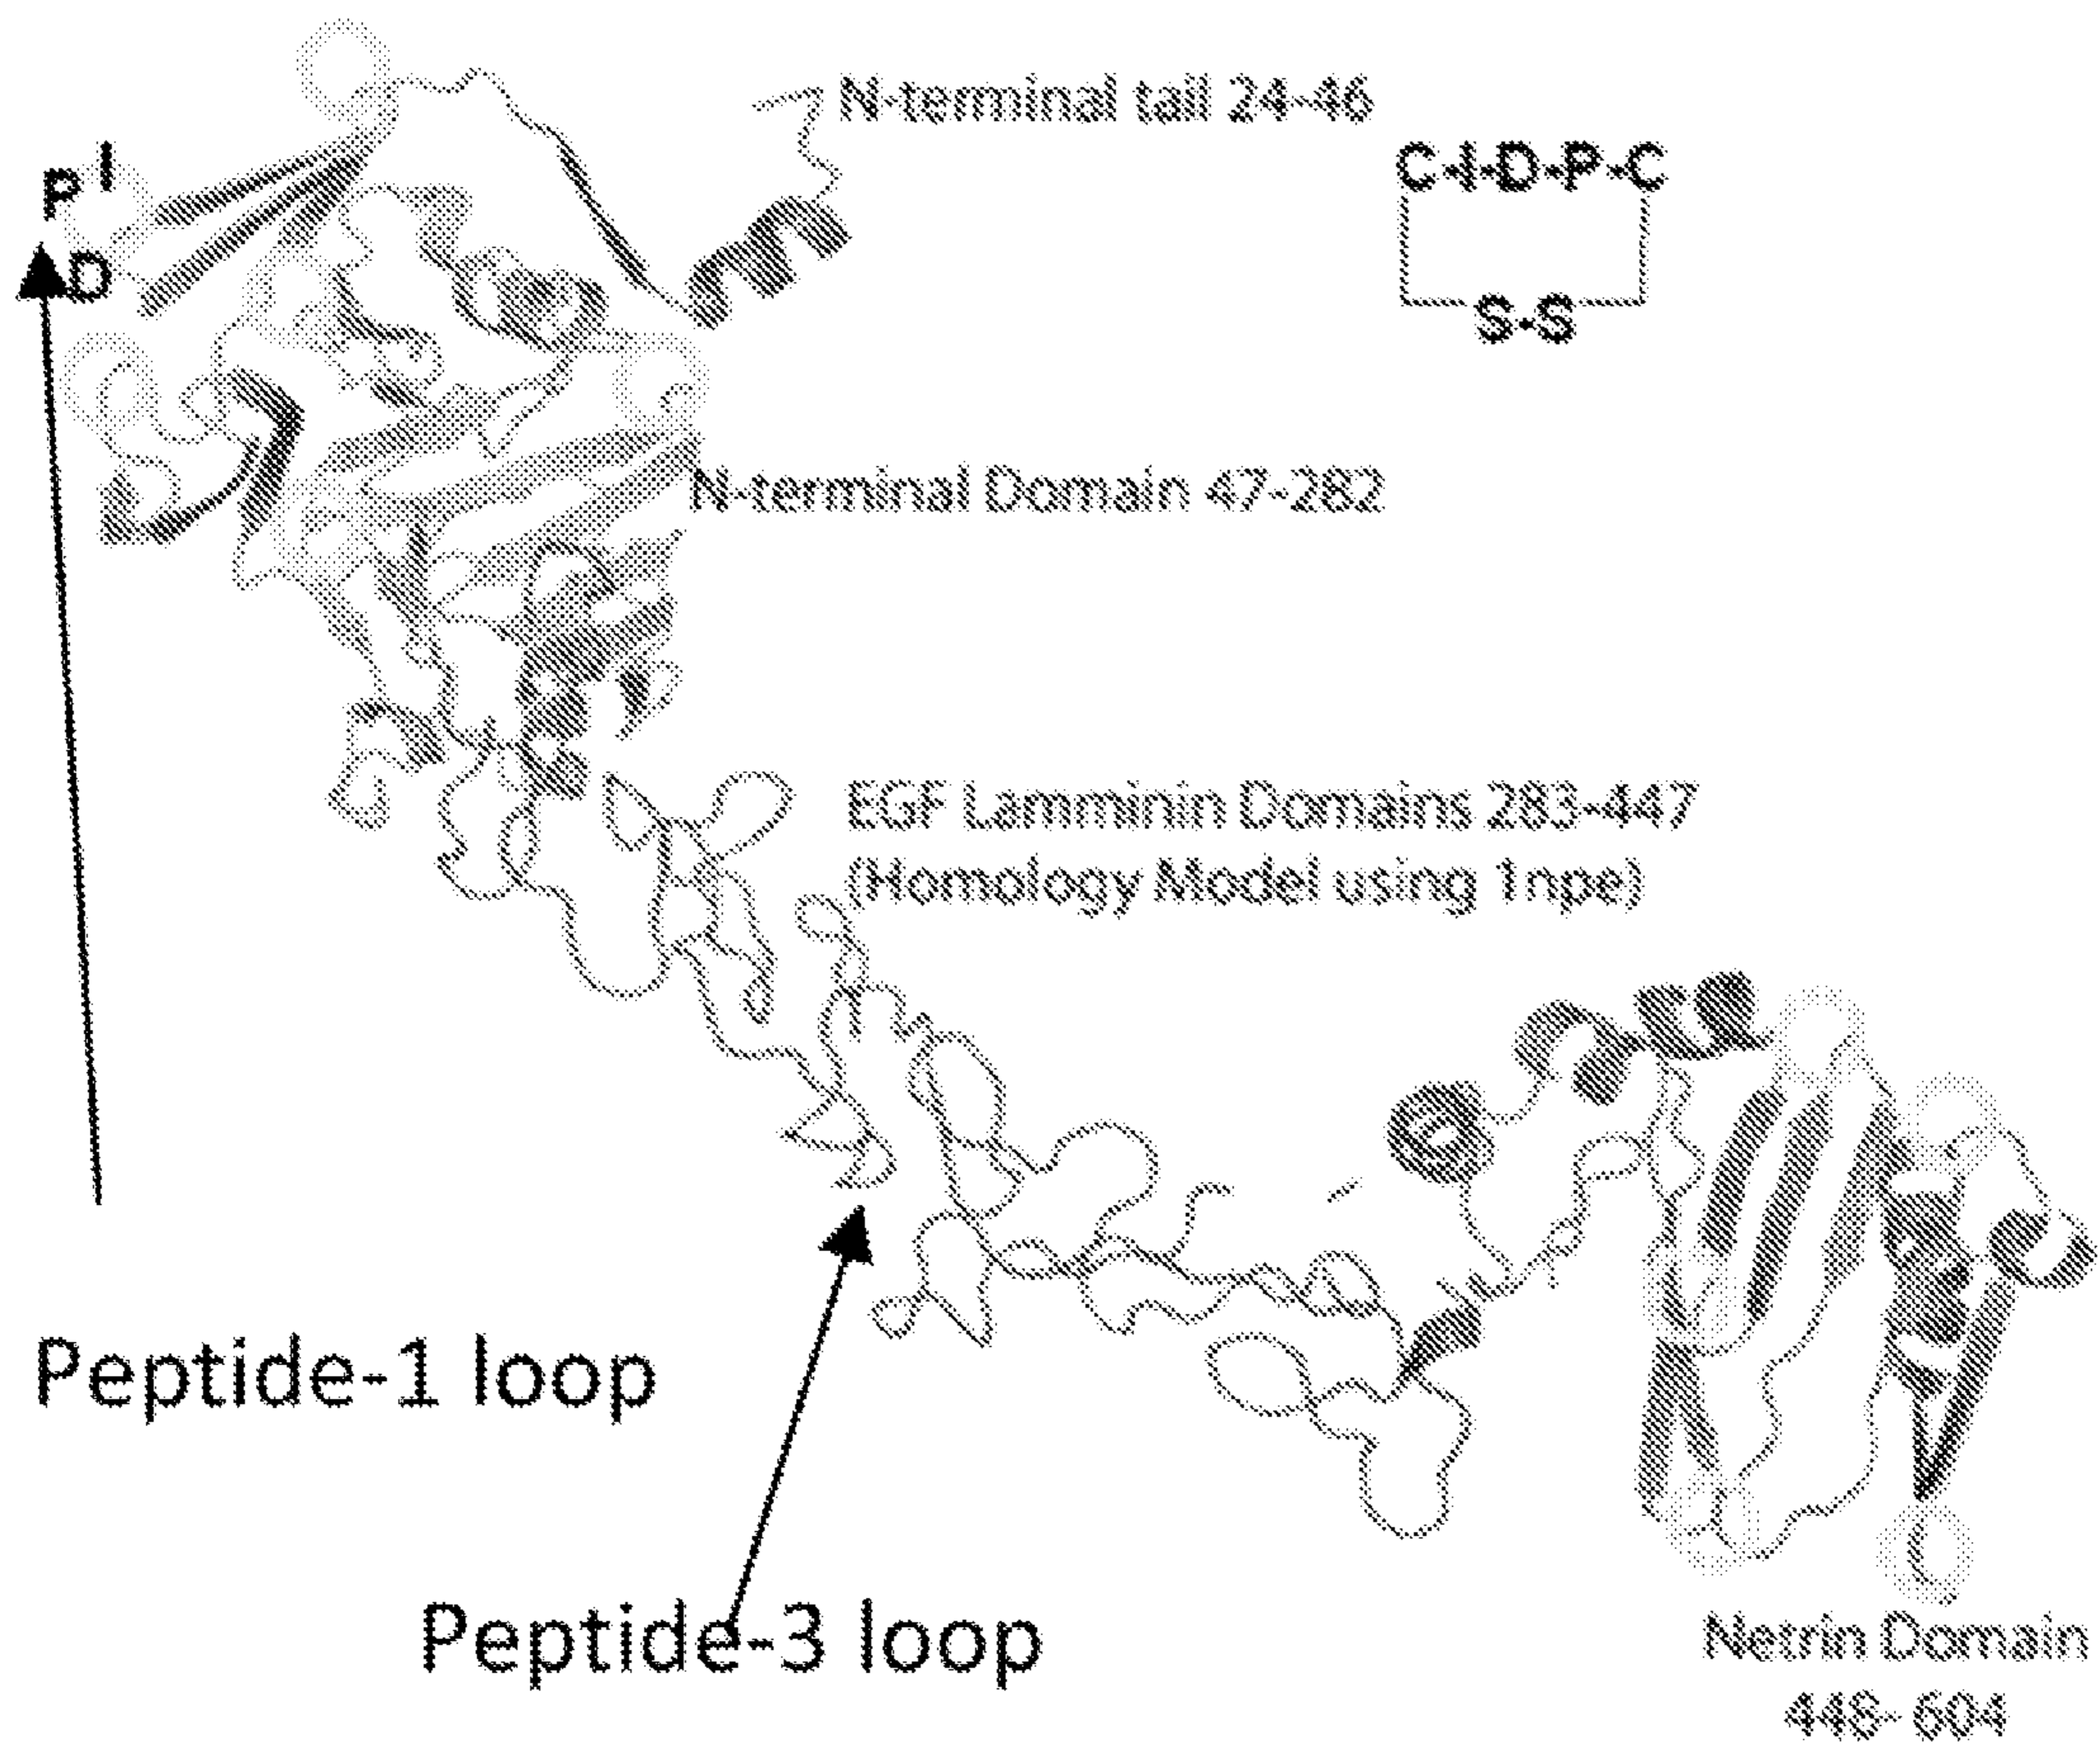 N-terminal tail 24-46
C-I-D-P-C
S-S
P I
D
N-terminal Domain 47-282
EGF Lamminin Domains 283-447
(Homology Model using 1npe)
Peptide-1 loop
Peptide-3 loop
Netrin Domain
448- 604